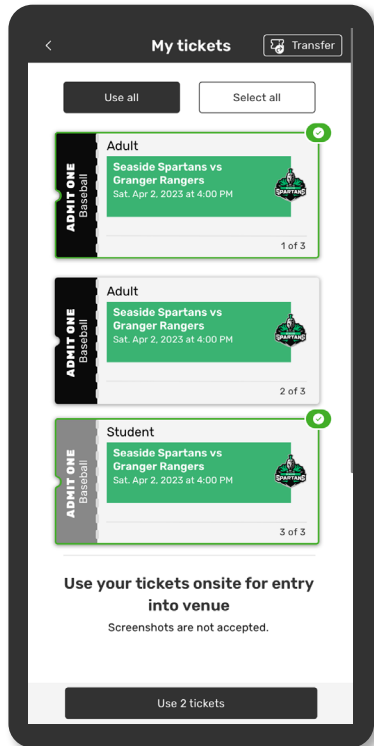 My tickets
Transfer
Use all
Select all
ADMIT ONE
Baseball
Adult
Seaside Spartans vs
Granger Rangers
Sat. Apr 2, 2023 at 4:00 PM
SPARTANS
1 of 3
ADMIT ONE
Baseball
Adult
Seaside Spartans vs
Granger Rangers
Sat. Apr 2, 2023 at 4:00 PM
SPARTANS
2 of 3
ADMIT ONE
Baseball
Student
Seaside Spartans vs
Granger Rangers
Sat. Apr 2, 2023 at 4:00 PM
SPARTANS
3 of 3
Use your tickets onsite for entry
into venue
Screenshots are not accepted.
Use 2 tickets